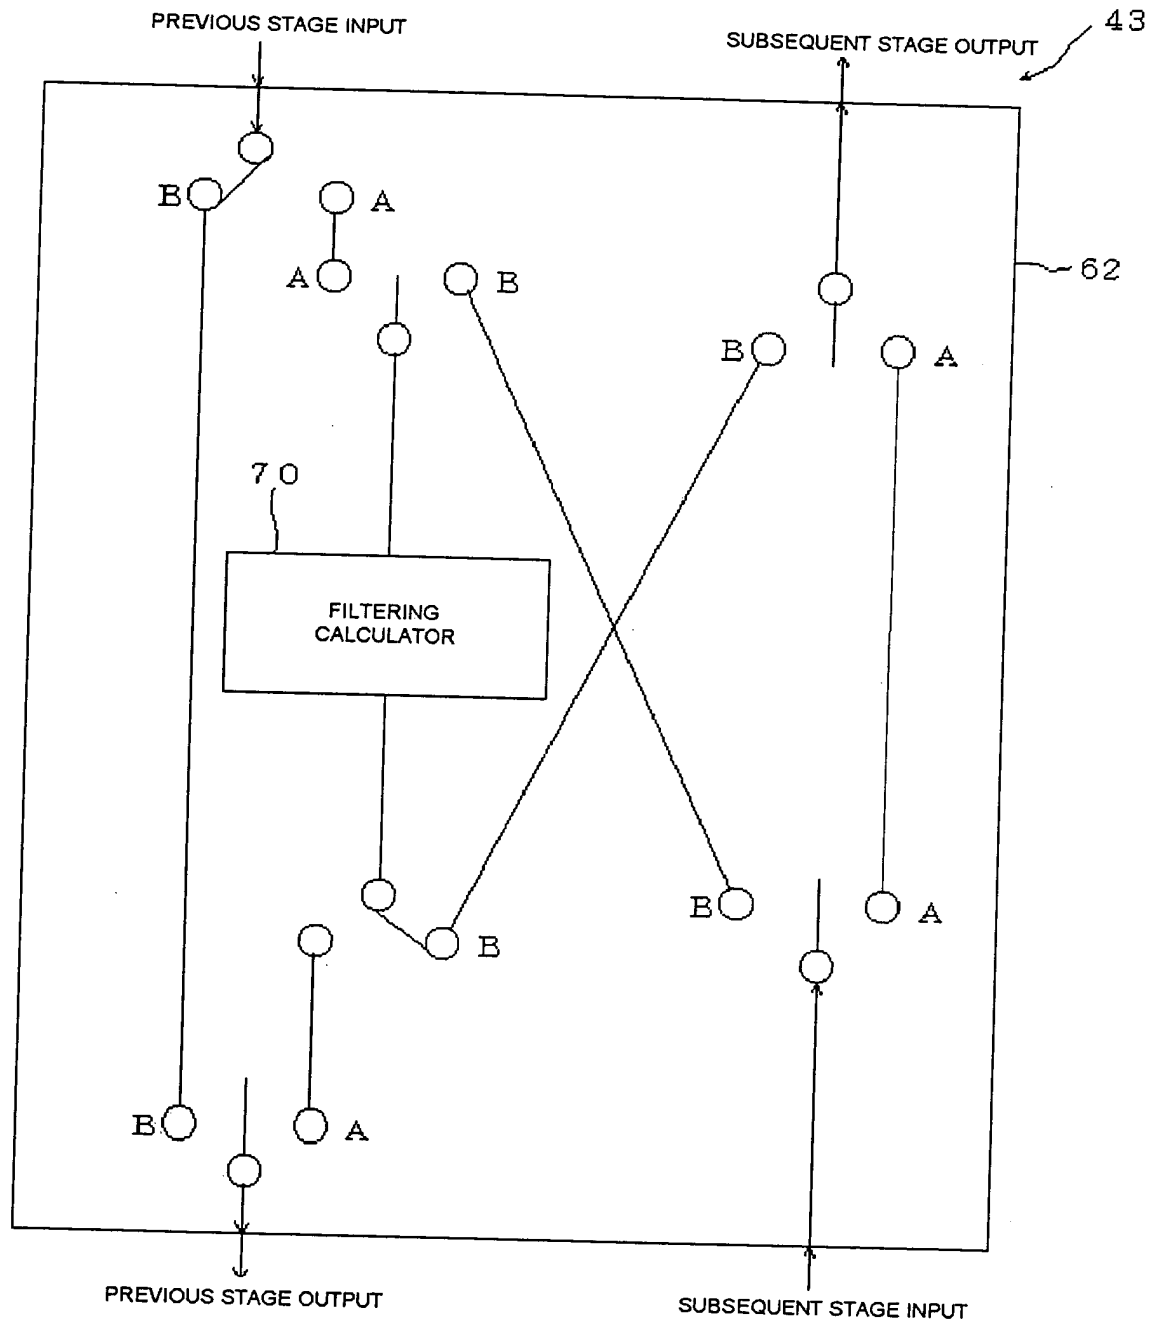 PREVIOUS STAGE INPUT
SUBSEQUENT STAGE OUTPUT
43
B
A
A
B
62
B
A
70
FILTERING
CALCULATOR
B
A
B
B
A
PREVIOUS STAGE OUTPUT
SUBSEQUENT STAGE INPUT